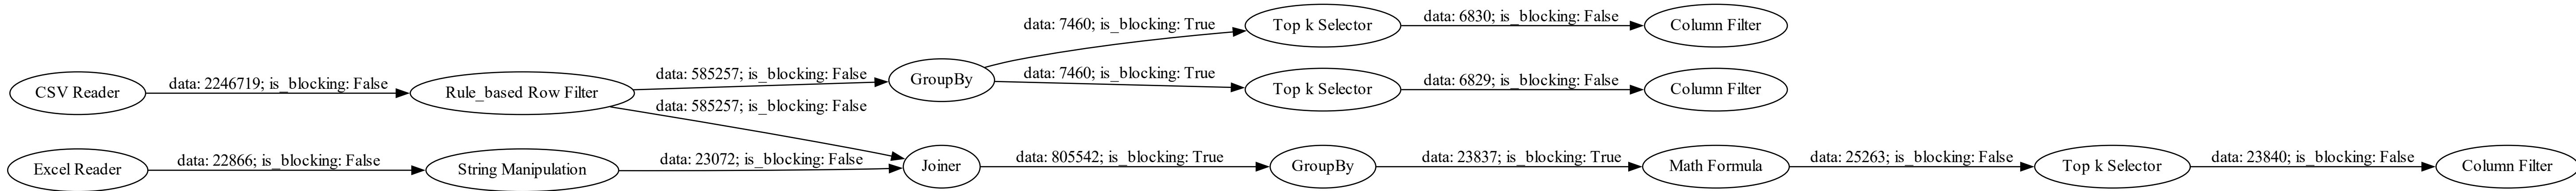 data: 7460; is_blocking: True
Top k Selector
data: 6830; is_blocking: False
Column Filter
CSV Reader
data: 2246719; is_blocking: False
Rule_based Row Filter
data: 585257; is_blocking: False
GroupBy
data: 7460; is_blocking: True
Top k Selector
data: 6829; is_blocking: False
Column Filter
data: 585257; is_blocking: False
Excel Reader
data: 22866; is_blocking: False
String Manipulation
data: 23072; is_blocking: False
Joiner
data: 805542; is_blocking: True
GroupBy
data: 23837; is_blocking: True
Math Formula
data: 25263; is_blocking: False
Top k Selector
data: 23840; is_blocking: False
Column Filter